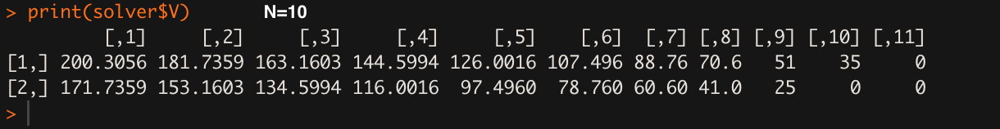 > print(solver$V) N=10
[,1] [,2] [,3] [,4] [,5] [,6] [,7] [,8] [,9] [,10] [,11]
[1,] 200.3056 181.7359 163.1603 144.5994 126.0016 107.496 88.76 70.6 51 35 0
[2,] 171.7359 153.1603 134.5994 116.0016 97.4960 78.760 60.60 41.0 25 0 0
>